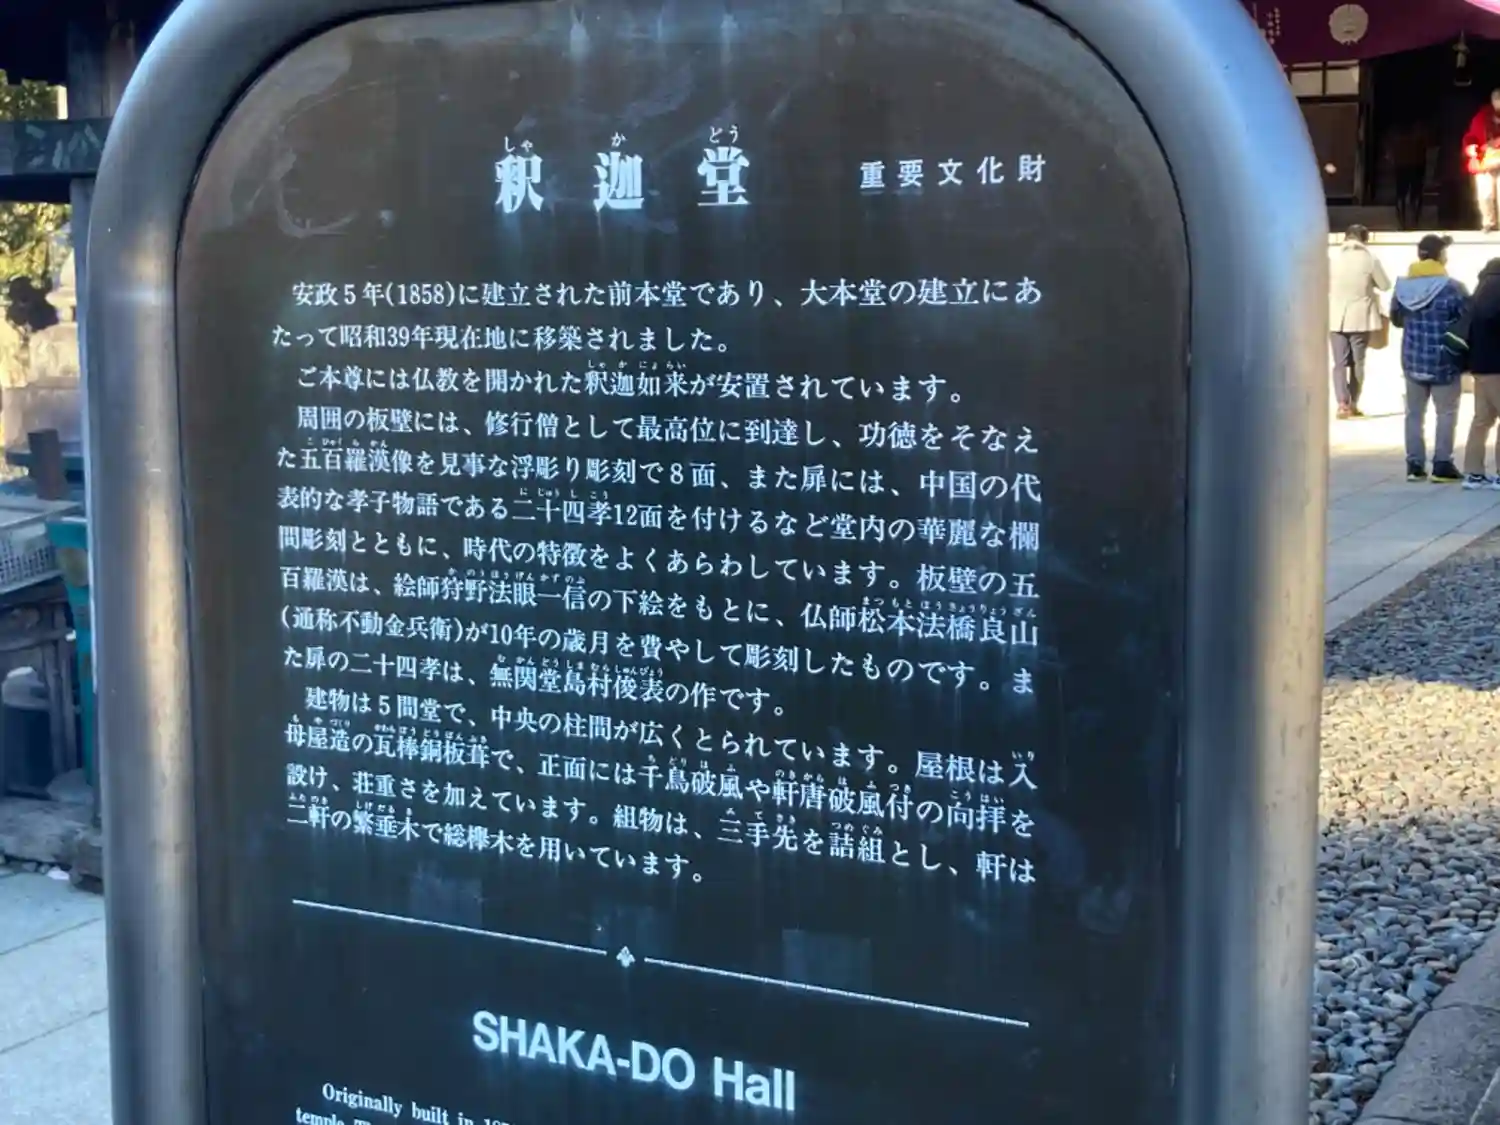 釈迦堂 重要文化財
安政5年(1858)に建立された前本堂であり、大本堂の建立にあ
たって昭和39年現在地に移築されました。
ご本尊には仏教を開かれた釈迦如来が安置されています。
周囲の板壁には、修行僧として最高位に到達し、功徳をそなえ
た五百羅漢像を見事な浮彫り彫刻で8面、また扉には、中国の代
表的な孝子物語である二十四孝12面を付けるなど堂内の華麗な欄
間彫刻とともに、時代の特徴をよくあらわしています。板壁の五
百羅漢は、絵師狩野法眼一信の下絵をもとに、仏師松本法橋良山
(通称不動金兵衛)が10年の歳月を費やして彫刻したものです。ま
た扉の二十四孝は、無関堂島村俊表の作です。
建物は5間堂で、中央の柱間が広くとられています。屋根は入
母屋造の瓦棒銅板葺で、正面には千鳥破風や軒唐破風付の向拝を
設け、荘重さを加えています。組物は、三手先を詰組とし、軒は
二軒の繁垂木で総欅木を用いています。
SHAKA-DO Hall
Originally built in
temple